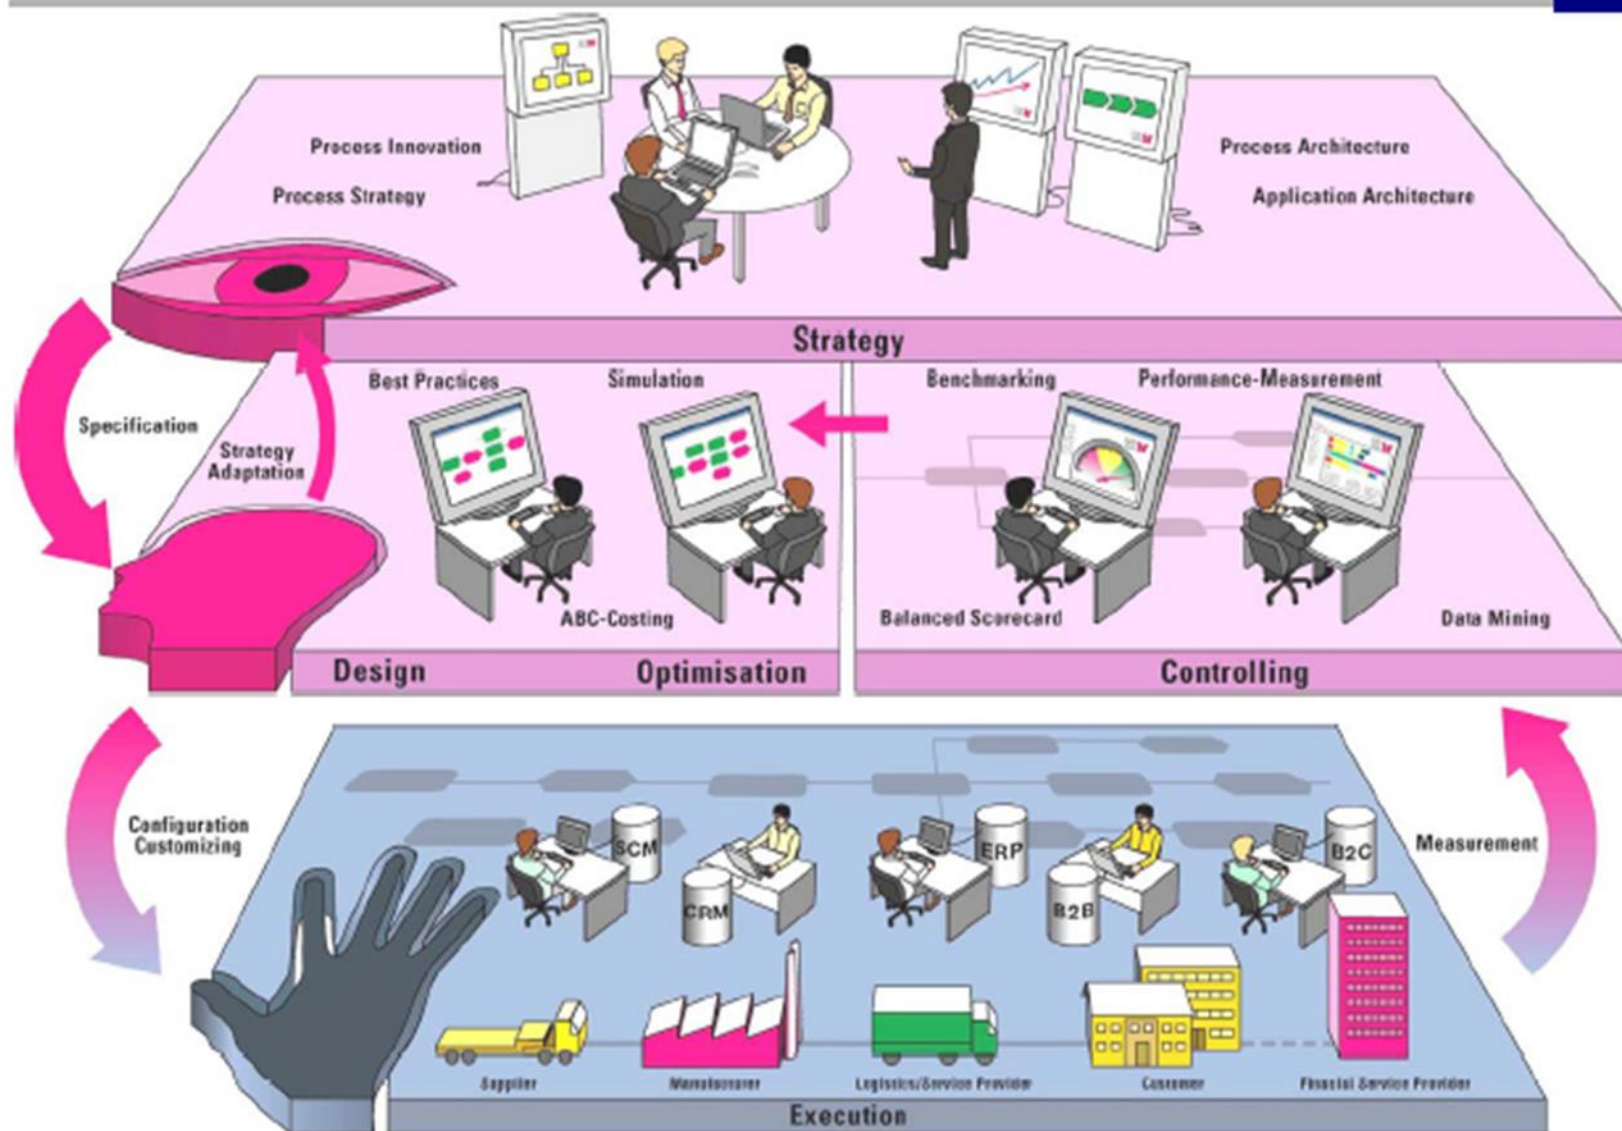 Process Innovation
Process Architecture
Process Strategy
Application Architecture
Strategy
Best Practices
Simulation
Benchmarking
Performance-Measurement
Specification
Strategy
Adaptation
ABC-Costing
Balanced Scorecard
Data Mining
Design
Optimisation
Controlling
Configuration
Customizing
SCM
ERP
B2C
Measurement
CRM
B2B
Supplier
Manufacturer
Logistics/Service Provider
Customer
Service Provider
Execution